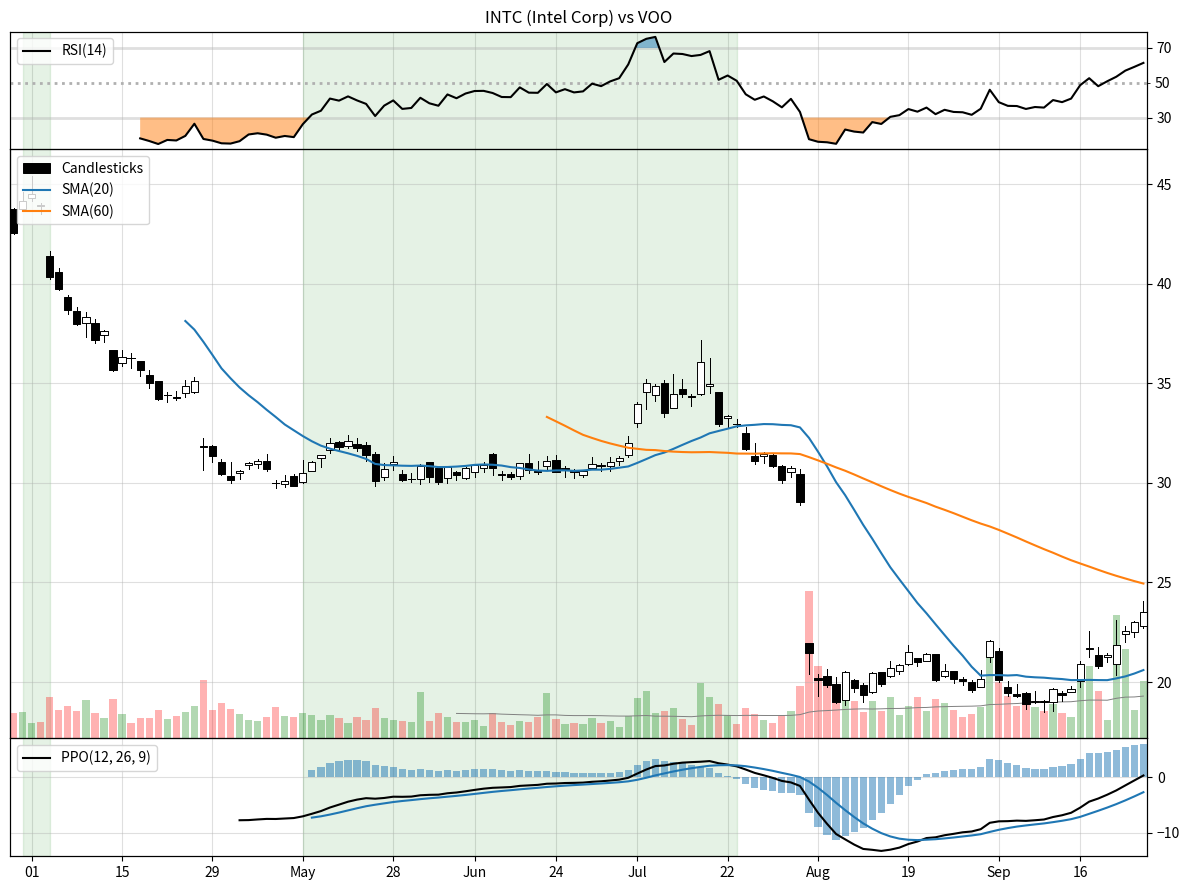 INTC (Intel Corp) vs VOO
RSI(14)
70
50
30
Candlesticks
SMA(20)
SMA(60)
45
40
35
30
25
20
PPO(12, 26, 9)
0
−10
01 15 29 May 28 Jun 24 Jul 22 Aug 19 Sep 16